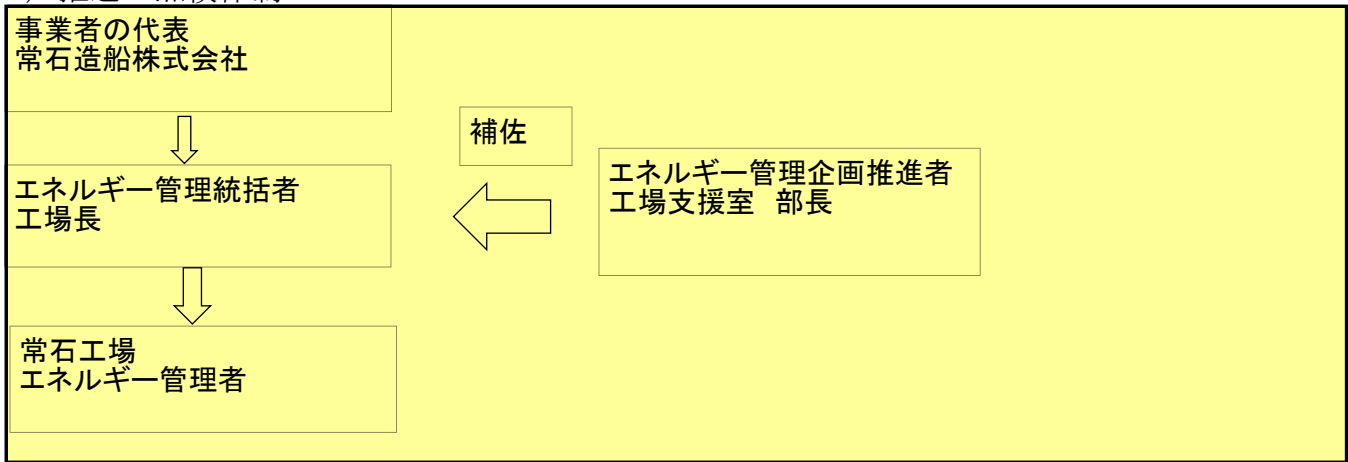 事業者の代表
常石造船株式会社
補佐
エネルギー管理統括者
工場長
エネルギー管理企画推進者
工場支援室　部長
常石工場
エネルギー管理者